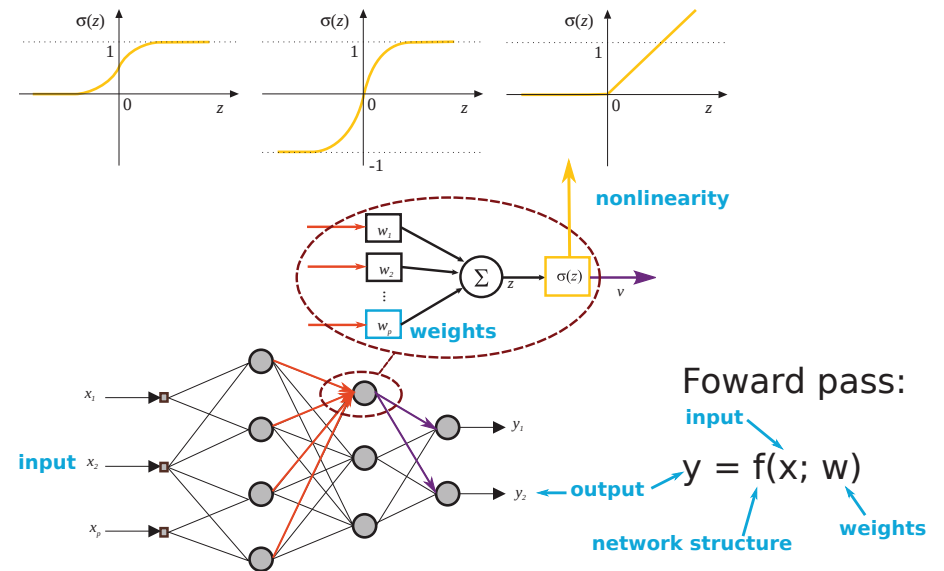 σ(z)
1
0
z
σ(z)
1
0
z
-1
σ(z)
1
0
z
nonlinearity
w₁
w₂
⋮
wₚ
Σ
z
σ(z)
v
weights
x₁
input x₂
xₚ
y₁
y₂
output
Foward pass:
input
y = f(x; w)
network structure
weights